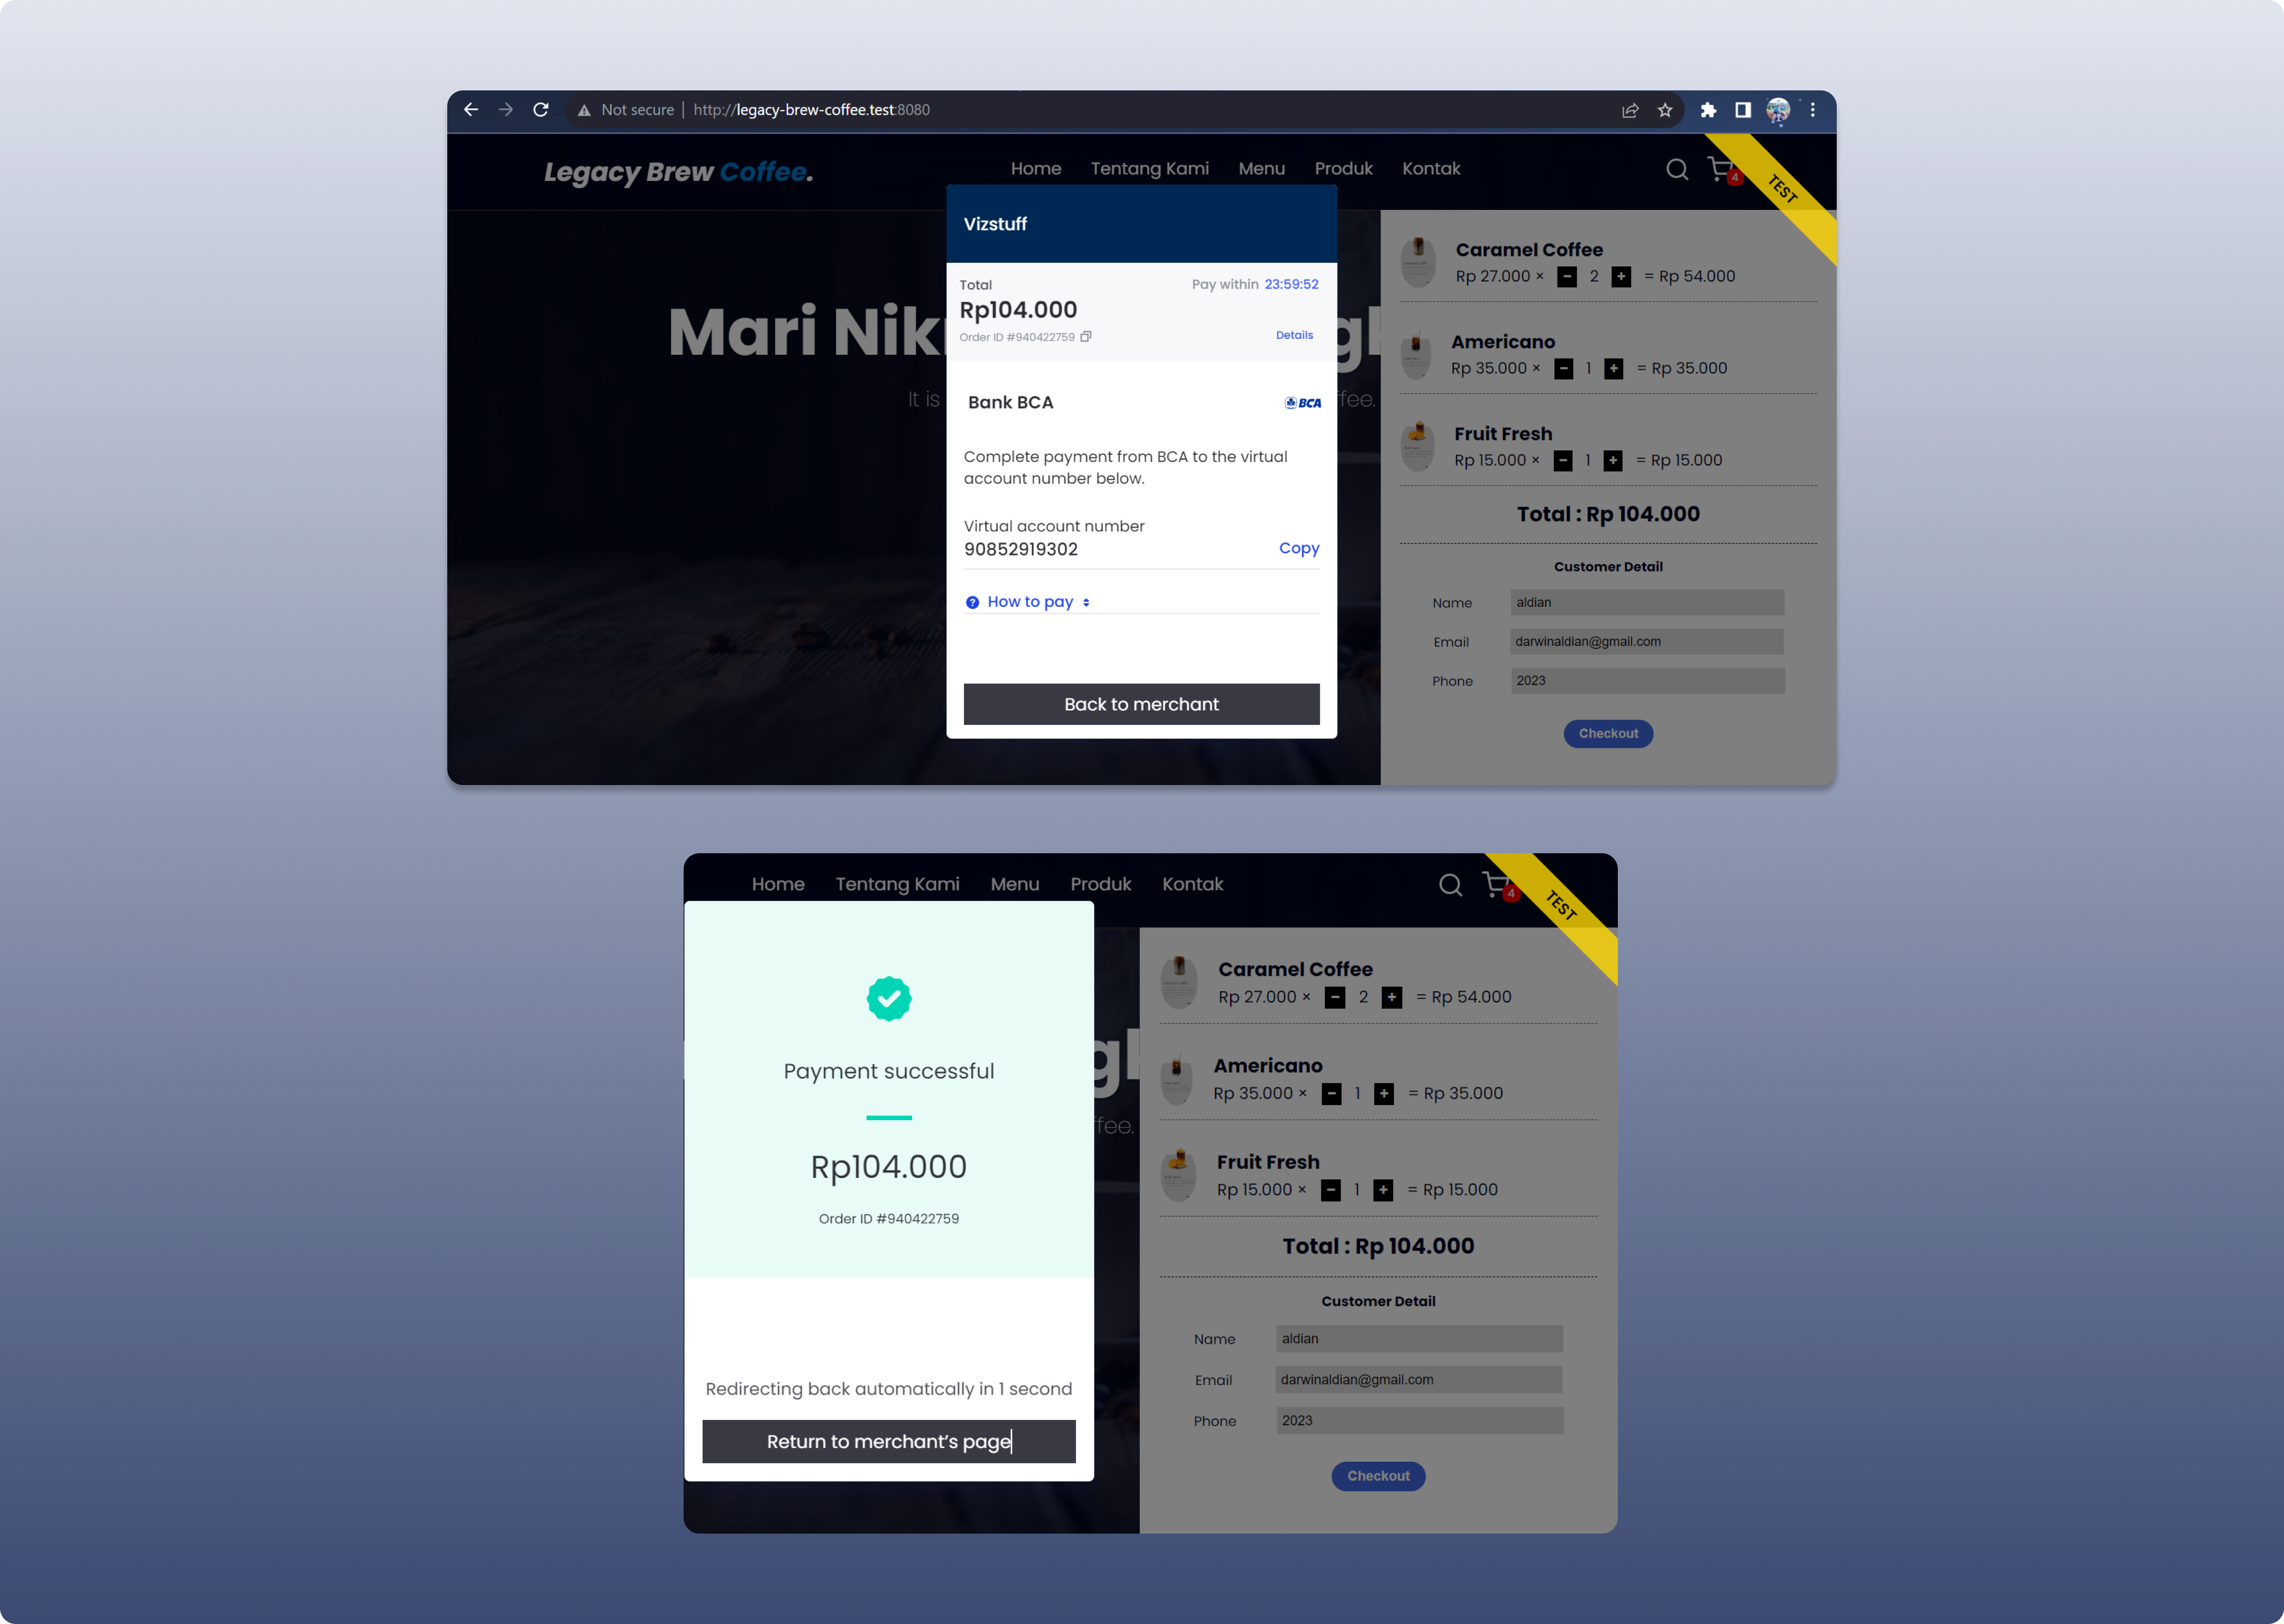 Not secure | http://legacy-brew-coffee.test:8080
Legacy Brew Coffee.
Home Tentang Kami Menu Produk Kontak
4
TEST
Mari Nik
gl
It is
fee.
Vizstuff
Total
Pay within 23:59:52
Rp104.000
Order ID #940422759
Details
Bank BCA
BCA
Complete payment from BCA to the virtual
account number below.
Virtual account number
90852919302
Copy
How to pay
Back to merchant
Caramel Coffee
Rp 27.000 × - 2 + = Rp 54.000
Americano
Rp 35.000 × - 1 + = Rp 35.000
Fruit Fresh
Rp 15.000 × - 1 + = Rp 15.000
Total : Rp 104.000
Customer Detail
Name aldian
Email darwinaldian@gmail.com
Phone 2023
Checkout
Home Tentang Kami Menu Produk Kontak
4
TEST
gl
fee.
Payment successful
Rp104.000
Order ID #940422759
Redirecting back automatically in 1 second
Return to merchant's page
Caramel Coffee
Rp 27.000 × - 2 + = Rp 54.000
Americano
Rp 35.000 × - 1 + = Rp 35.000
Fruit Fresh
Rp 15.000 × - 1 + = Rp 15.000
Total : Rp 104.000
Customer Detail
Name aldian
Email darwinaldian@gmail.com
Phone 2023
Checkout